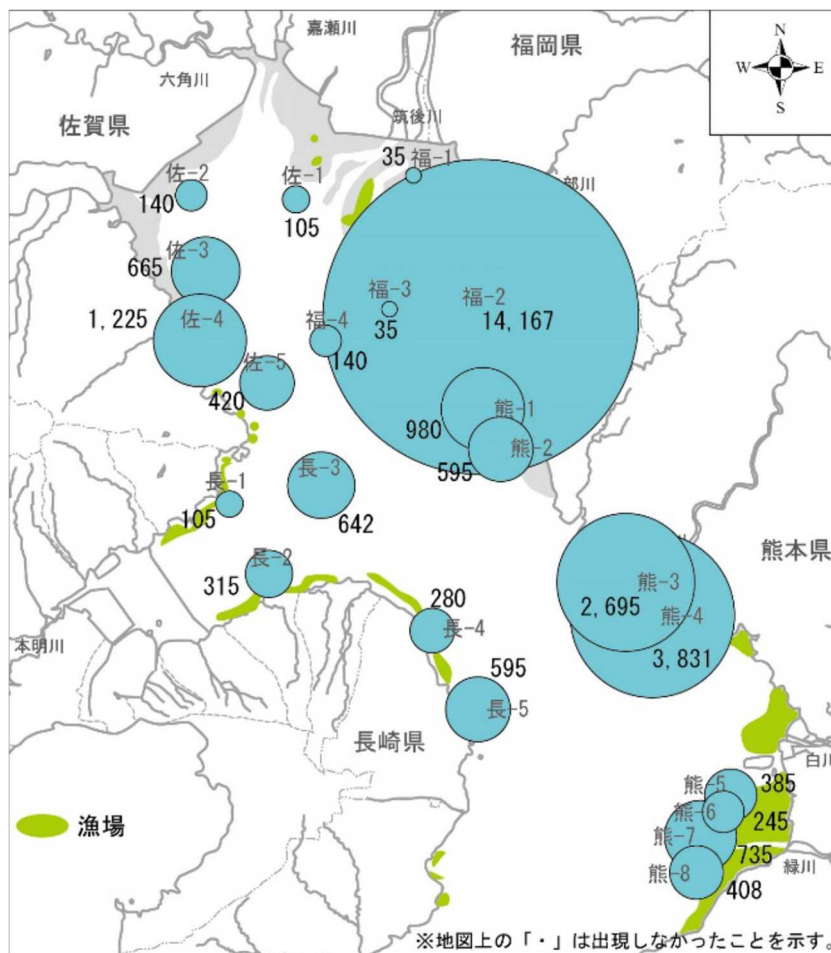 嘉瀬川
福岡県
N
W E
S
六角川
佐賀県
筑後川
35 福-1
部川
佐-2
140
佐-1
105
佐-3
665
福-3
35
福-2
14,167
1,225
佐-4
福-4
140
佐-5
420
熊-1
980
熊-2
595
長-1
105
長-3
642
熊本県
長-2
315
熊-3
2,695
熊-4
3,831
280
長-4
本明川
595
長-5
長崎県
白川
熊-5
385
熊-6
245
熊-7
735
緑川
熊-8
408
漁場
※地図上の「・」は出現しなかったことを示す。